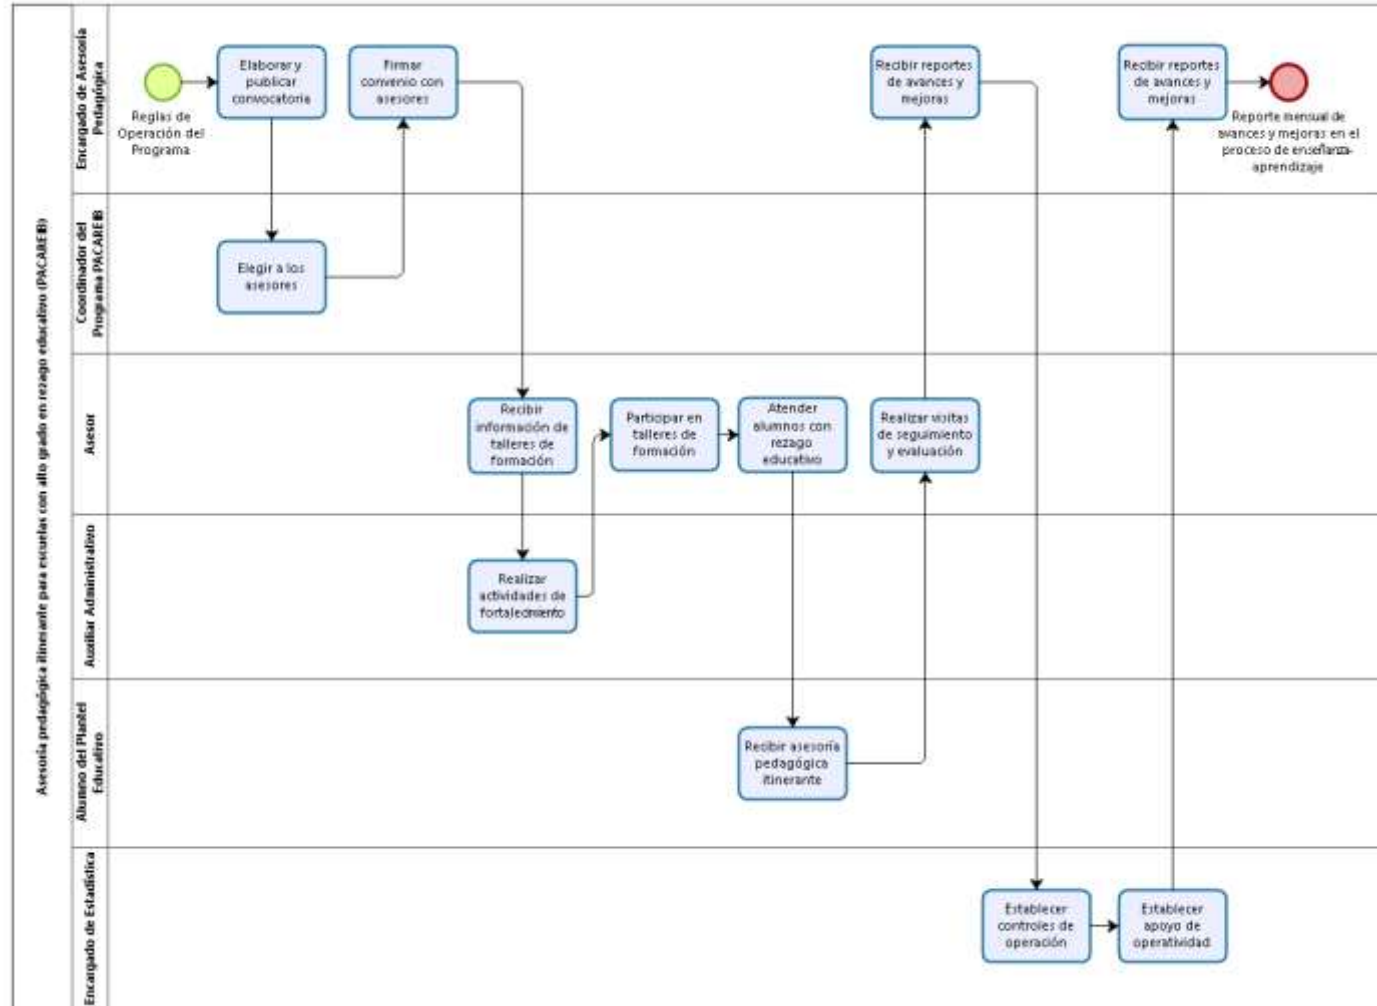 Asesoría pedagógica itinerante para escuelas con alto grado en rezago educativo (PACAREIB)
Encargado de Asesoría
Pedagógica
Reglas de
Operación del
Programa
Elaborar y
publicar
convocatoria
Firmar
convenio con
asesores
Recibir reportes
de avances y
mejoras
Recibir reportes
de avances y
mejoras
Reporte mensual de
avances y mejoras en el
proceso de enseñanza-
aprendizaje
Coordinador del
Programa PACAREIB
Elegir a los
asesores
Asesor
Recibir
información de
talleres de
formación
Participar en
talleres de
formación
Atender
alumnos con
rezago
educativo
Realizar visitas
de seguimiento
y evaluación
Auxiliar Administrativo
Realizar
actividades de
fortalecimiento
Alumno del Plantel
Educativo
Recibir asesoría
pedagógica
itinerante
Encargado de Estadística
Establecer
controles de
operación
Establecer
apoyo de
operatividad